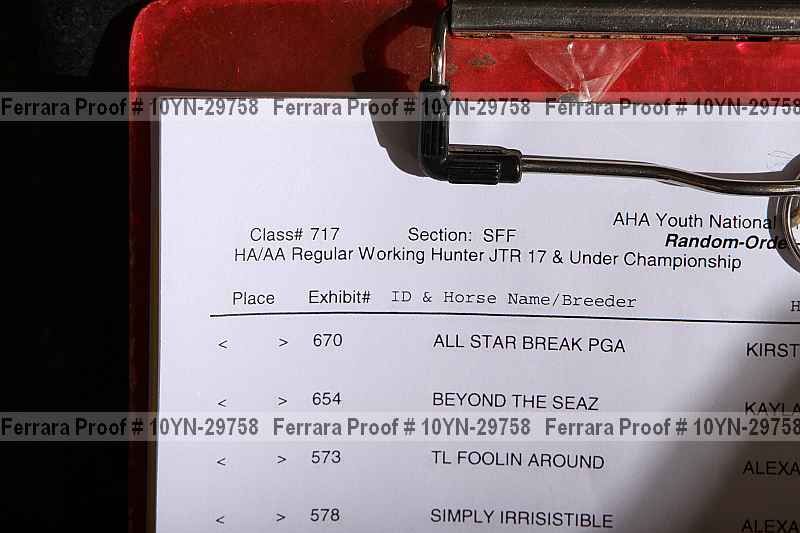 Ferrara Proof # 10YN-29758 Ferrara Proof # 10YN-29758 Ferrara Proof # 10YN-29758
AHA Youth National
Class# 717 Section: SFF Random-Orde
HA/AA Regular Working Hunter JTR 17 & Under Championship
Place Exhibit# ID & Horse Name/Breeder H
< > 670 ALL STAR BREAK PGA KIRST
< > 654 BEYOND THE SEAZ KAYLA
Ferrara Proof # 10YN-29758 Ferrara Proof # 10YN-29758 Ferrara Proof # 10YN-29758
< > 573 TL FOOLIN AROUND ALEXA
< > 578 SIMPLY IRRISISTIBLE ALEXA